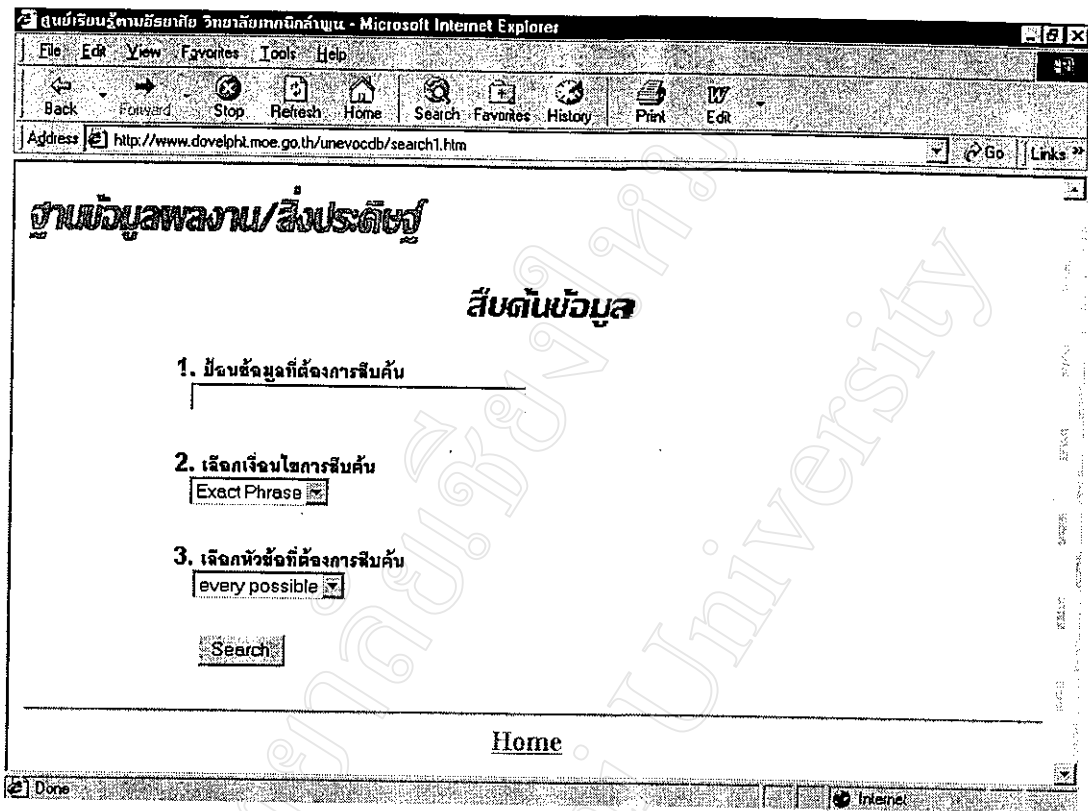 ศูนย์เรียนรู้ตามอัธยาศัย วิทยาลัยเทคนิคลำพูน - Microsoft Internet Explorer
File Edit View Favorites Tools Help
Back Forward Stop Refresh Home Search Favorites History Print Edit
Address http://www.dovelpht.moe.go.th/unevocdb/search1.htm Go Links »
ฐานข้อมูลผลงาน/สิ่งประดิษฐ์
สืบค้นข้อมูล
1. ป้อนข้อมูลที่ต้องการสืบค้น
2. เลือกเงื่อนไขการสืบค้น
Exact Phrase
3. เลือกหัวข้อที่ต้องการสืบค้น
every possible
Search
Home
Done Internet
University